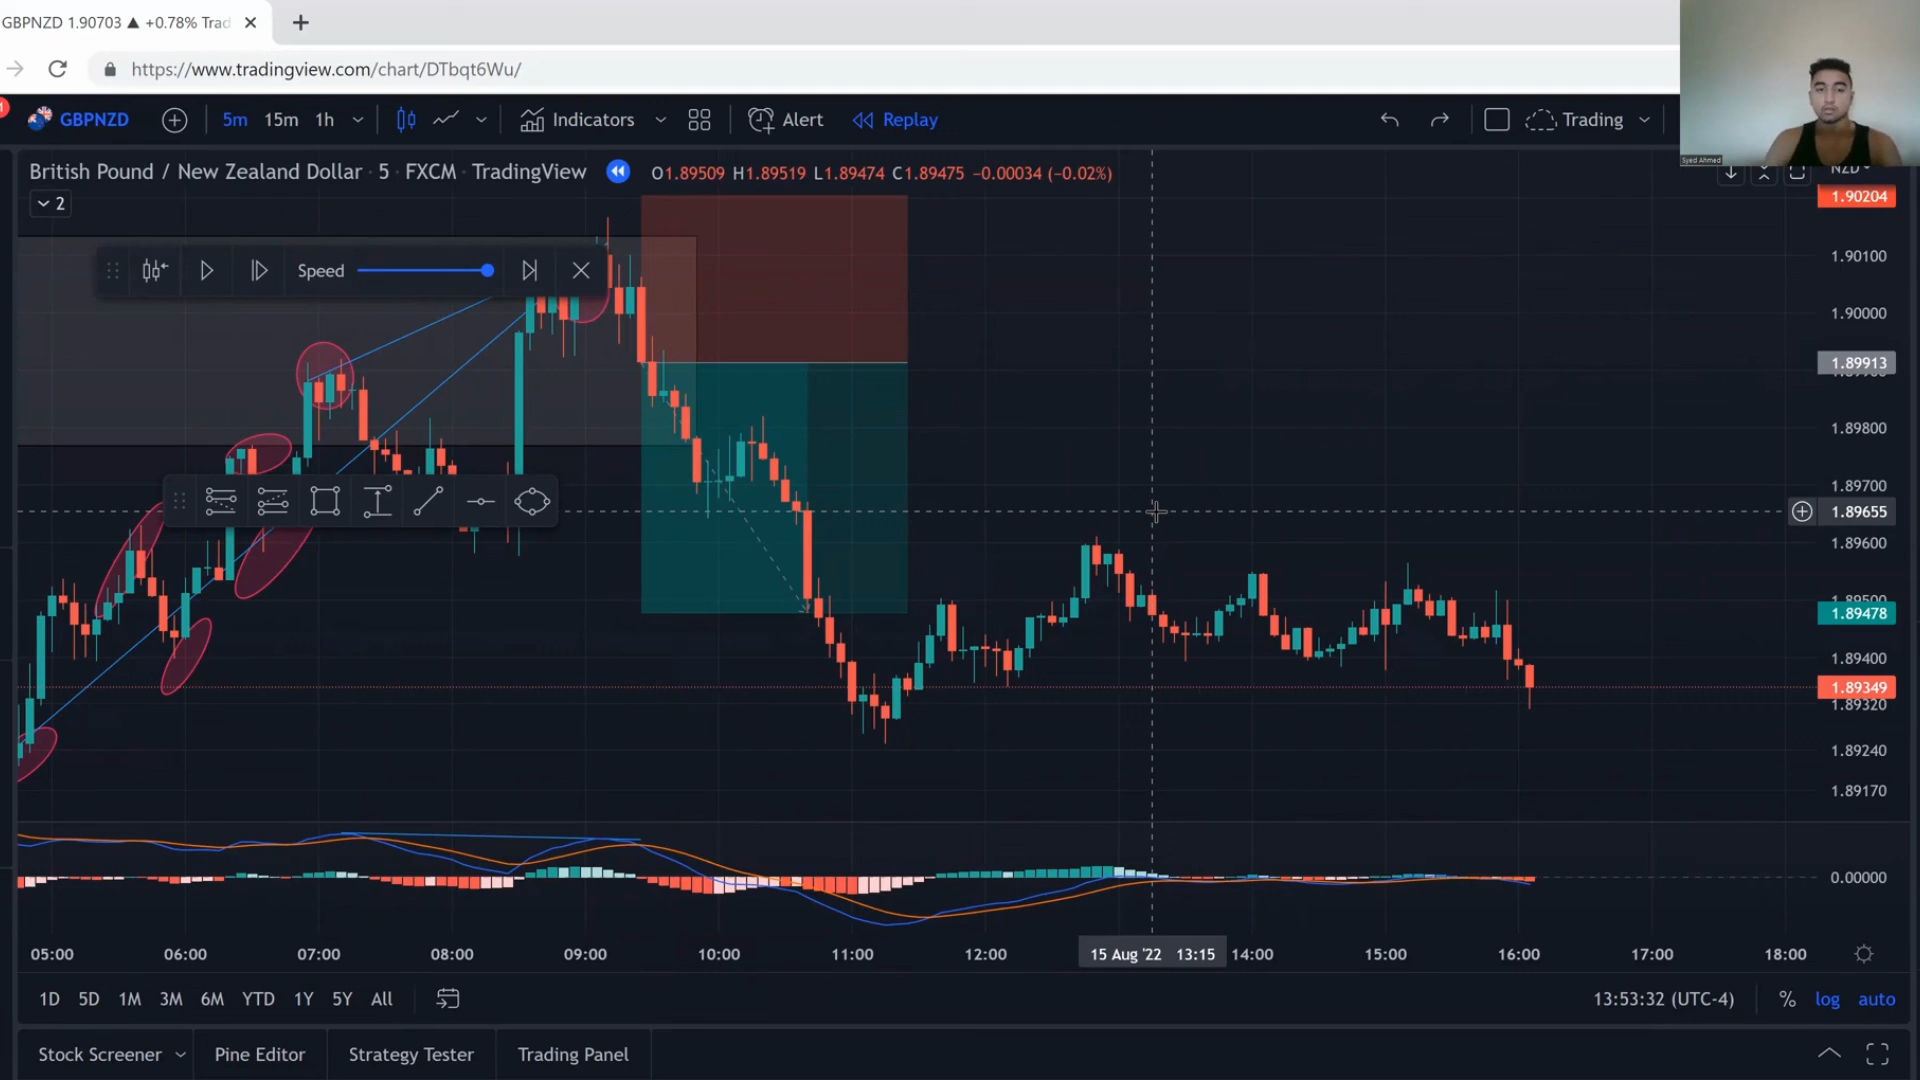 GBPNZD 1.90703 ▲ +0.78% Trad
https://www.tradingview.com/chart/DTbqt6Wu/
GBPNZD 5m 15m 1h Indicators Alert Replay Trading
Syed Ahmed
British Pound / New Zealand Dollar · 5 · FXCM · TradingView O1.89509 H1.89519 L1.89474 C1.89475 −0.00034 (−0.02%)
NZD
2
Speed
1.90204
1.90100
1.90000
1.89913
1.89800
1.89700
1.89655
1.89600
1.89500
1.89478
1.89400
1.89349
1.89320
1.89240
1.89170
0.00000
05:00 06:00 07:00 08:00 09:00 10:00 11:00 12:00 15 Aug '22 13:15 14:00 15:00 16:00 17:00 18:00
1D 5D 1M 3M 6M YTD 1Y 5Y All 13:53:32 (UTC-4) % log auto
Stock Screener Pine Editor Strategy Tester Trading Panel